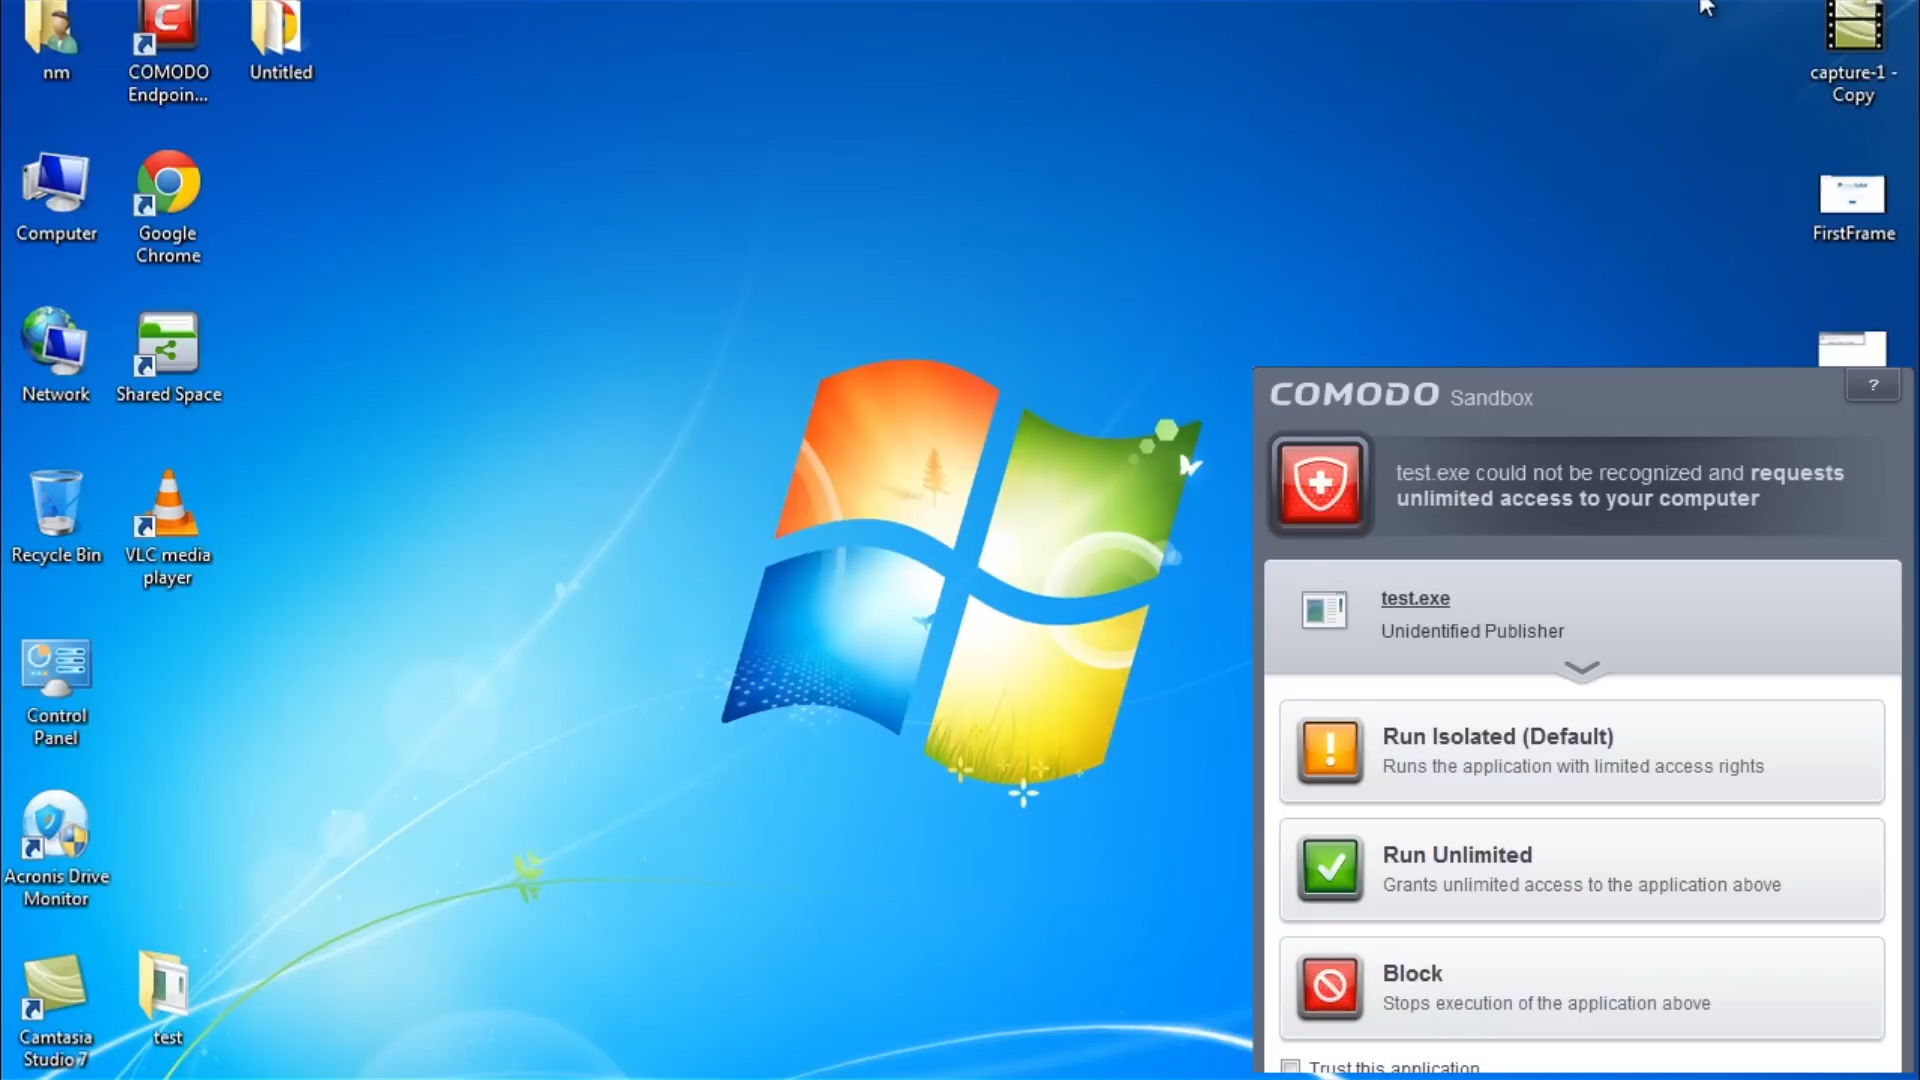 nm
COMODO
Endpoin...
Untitled
capture-1 -
Copy
Computer
Google
Chrome
FirstFrame
Network
Shared Space
Recycle Bin
VLC media
player
Control
Panel
Acronis Drive
Monitor
Camtasia
Studio 7
test
COMODO Sandbox
?
test.exe could not be recognized and requests
unlimited access to your computer
test.exe
Unidentified Publisher
Run Isolated (Default)
Runs the application with limited access rights
Run Unlimited
Grants unlimited access to the application above
Block
Stops execution of the application above
Trust this application